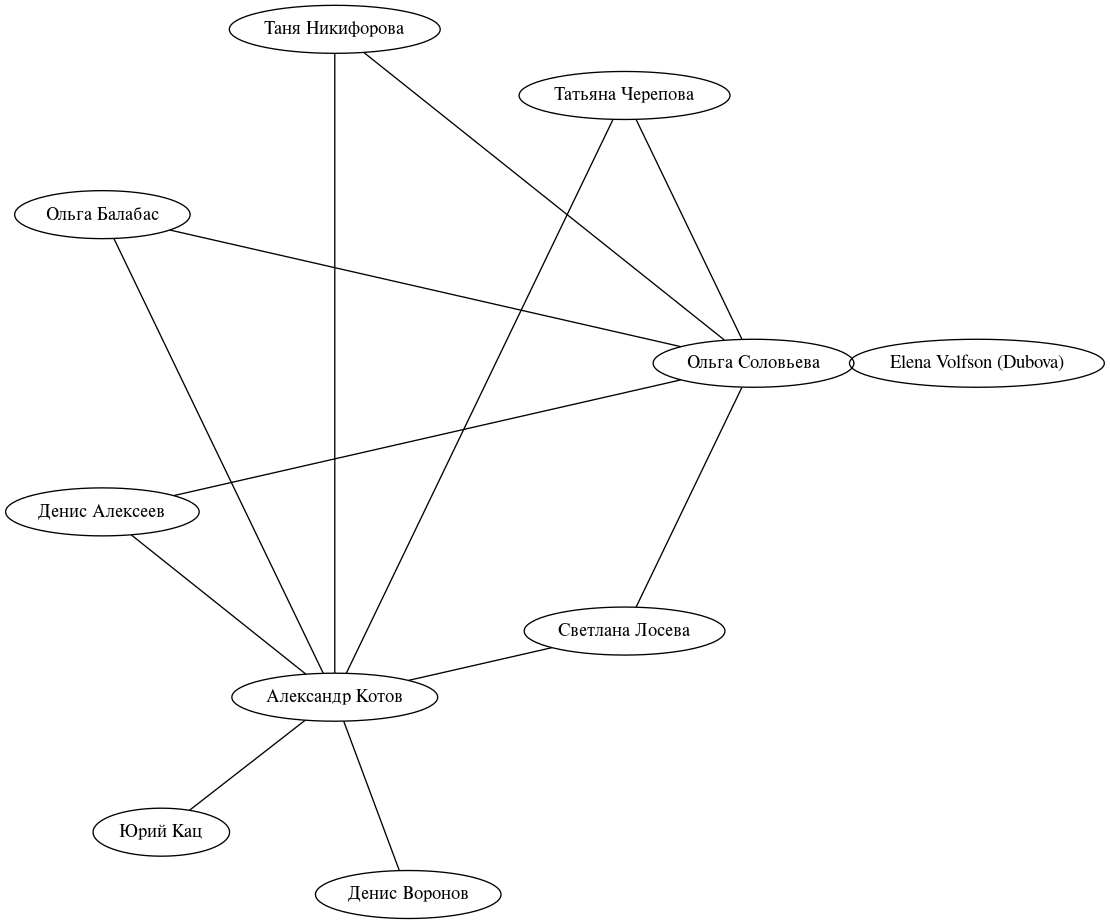 Таня Никифорова
Татьяна Черепова
Ольга Балабас
Ольга Соловьева
Elena Volfson (Dubova)
Денис Алексеев
Светлана Лосева
Александр Котов
Юрий Кац
Денис Воронов